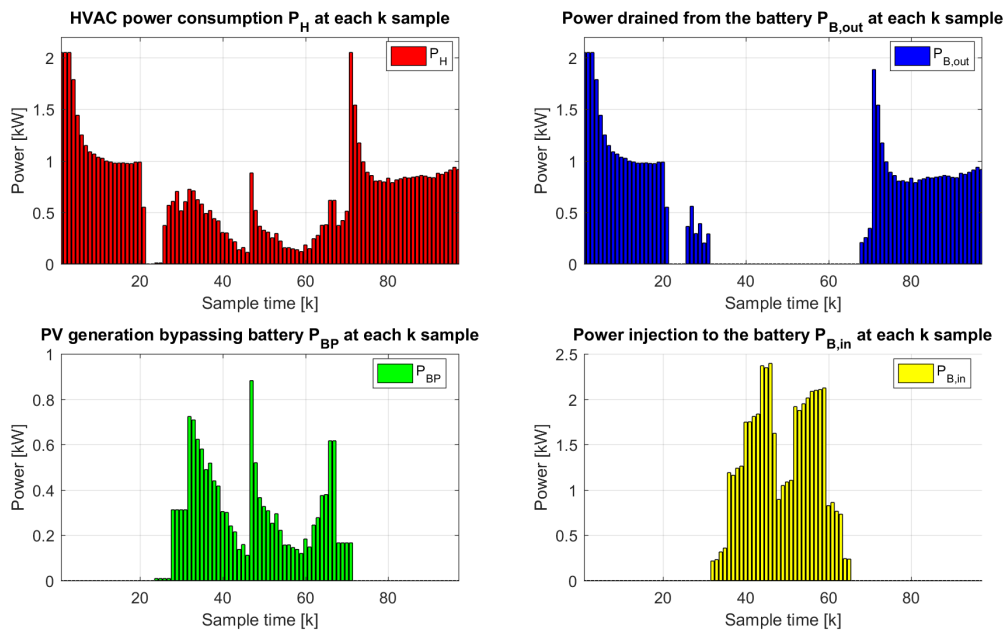 HVAC power consumption P_H at each k sample
Power [kW]
2
1.5
1
0.5
0
20
40
60
80
Sample time [k]
P_H
Power drained from the battery P_B,out at each k sample
Power [kW]
2
1.5
1
0.5
0
20
40
60
80
Sample time [k]
P_B,out
PV generation bypassing battery P_BP at each k sample
Power [kW]
1
0.8
0.6
0.4
0.2
0
20
40
60
80
Sample time [k]
P_BP
Power injection to the battery P_B,in at each k sample
Power [kW]
2.5
2
1.5
1
0.5
0
20
40
60
80
Sample time [k]
P_B,in